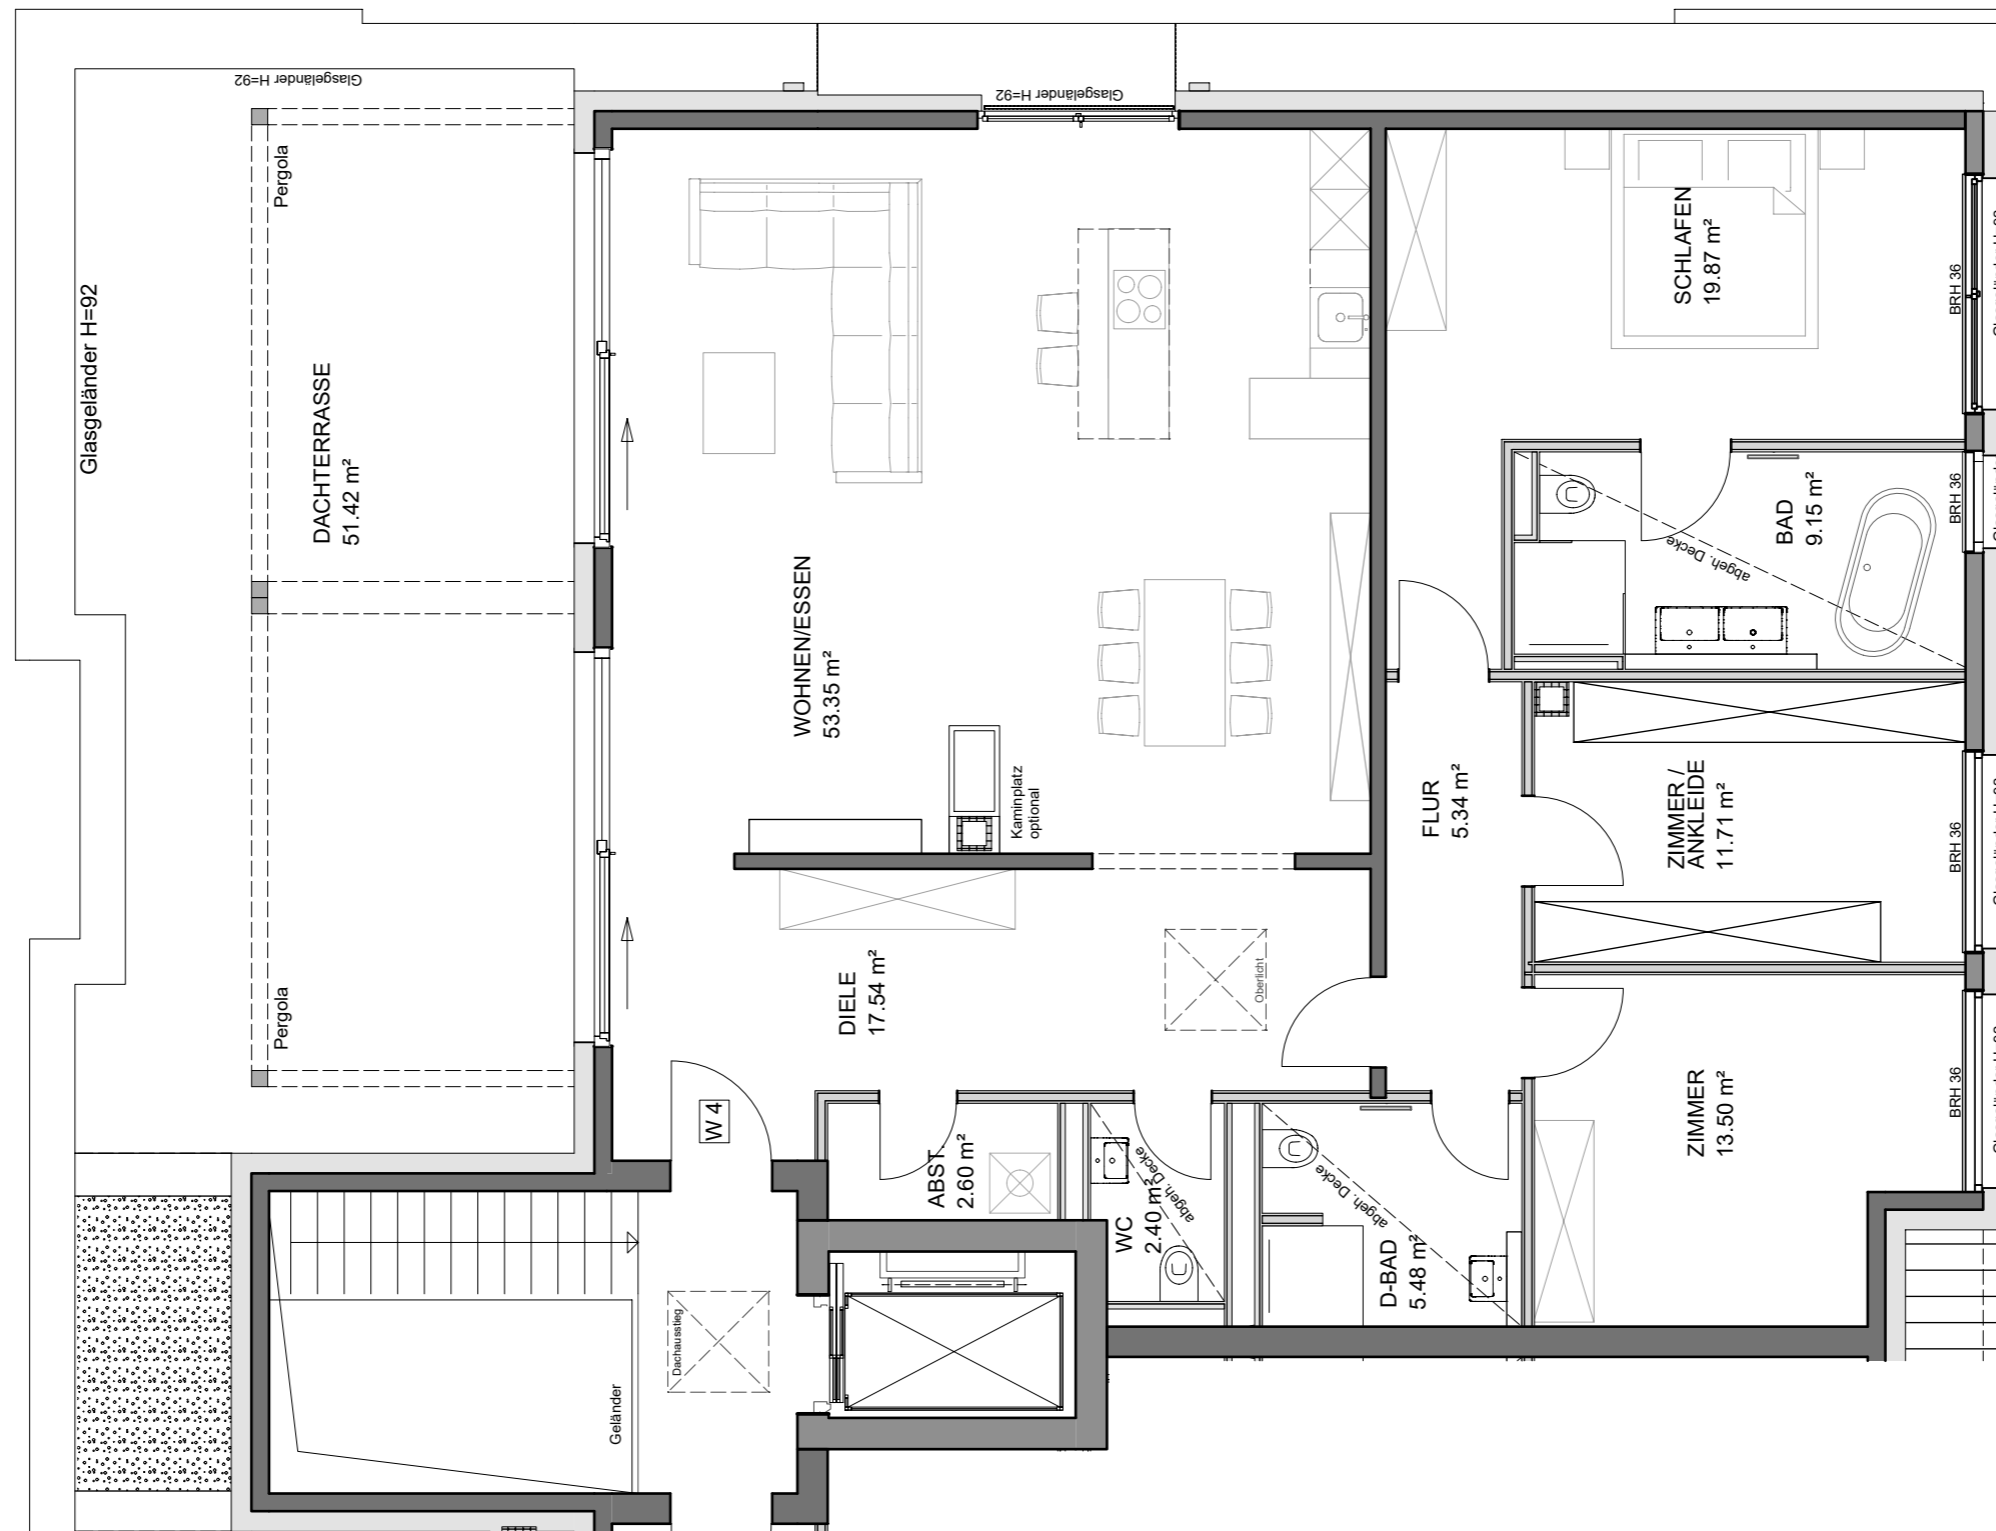 Glasgeländer H=92
Glasgeländer H=92
Glasgeländer H=92
Pergola
DACHTERRASSE
51.42 m²
Pergola
WOHNEN/ESSEN
53.35 m²
Kaminplatz
optional
SCHLAFEN
19.87 m²
BRH 36
BAD
9.15 m²
abgeh. Decke
BRH 36
FLUR
5.34 m²
ZIMMER /
ANKLEIDE
11.71 m²
BRH 36
DIELE
17.54 m²
Oberlicht
ZIMMER
13.50 m²
BRH 36
W 4
ABST.
2.60 m²
WC
2.40 m²
abgeh. Decke
D-BAD
5.48 m²
abgeh. Decke
Dachausstieg
Geländer